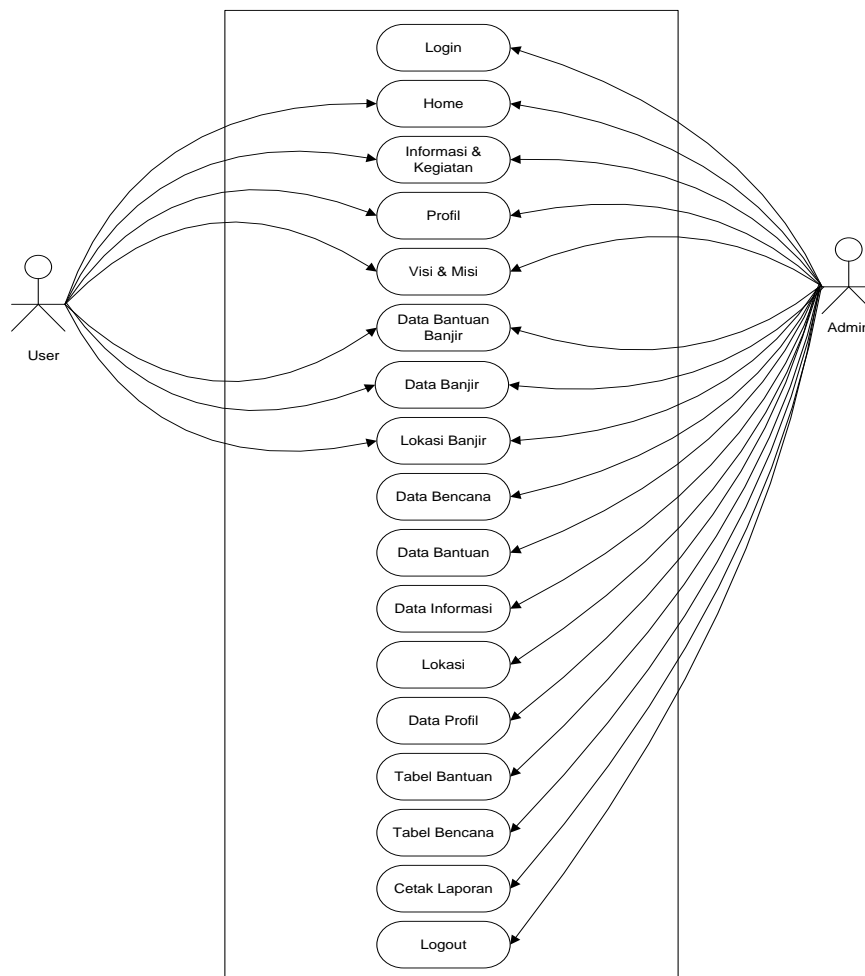 Login
Home
Informasi &
Kegiatan
Profil
Visi & Misi
Data Bantuan
Banjir
User
Admin
Data Banjir
Lokasi Banjir
Data Bencana
Data Bantuan
Data Informasi
Lokasi
Data Profil
Tabel Bantuan
Tabel Bencana
Cetak Laporan
Logout